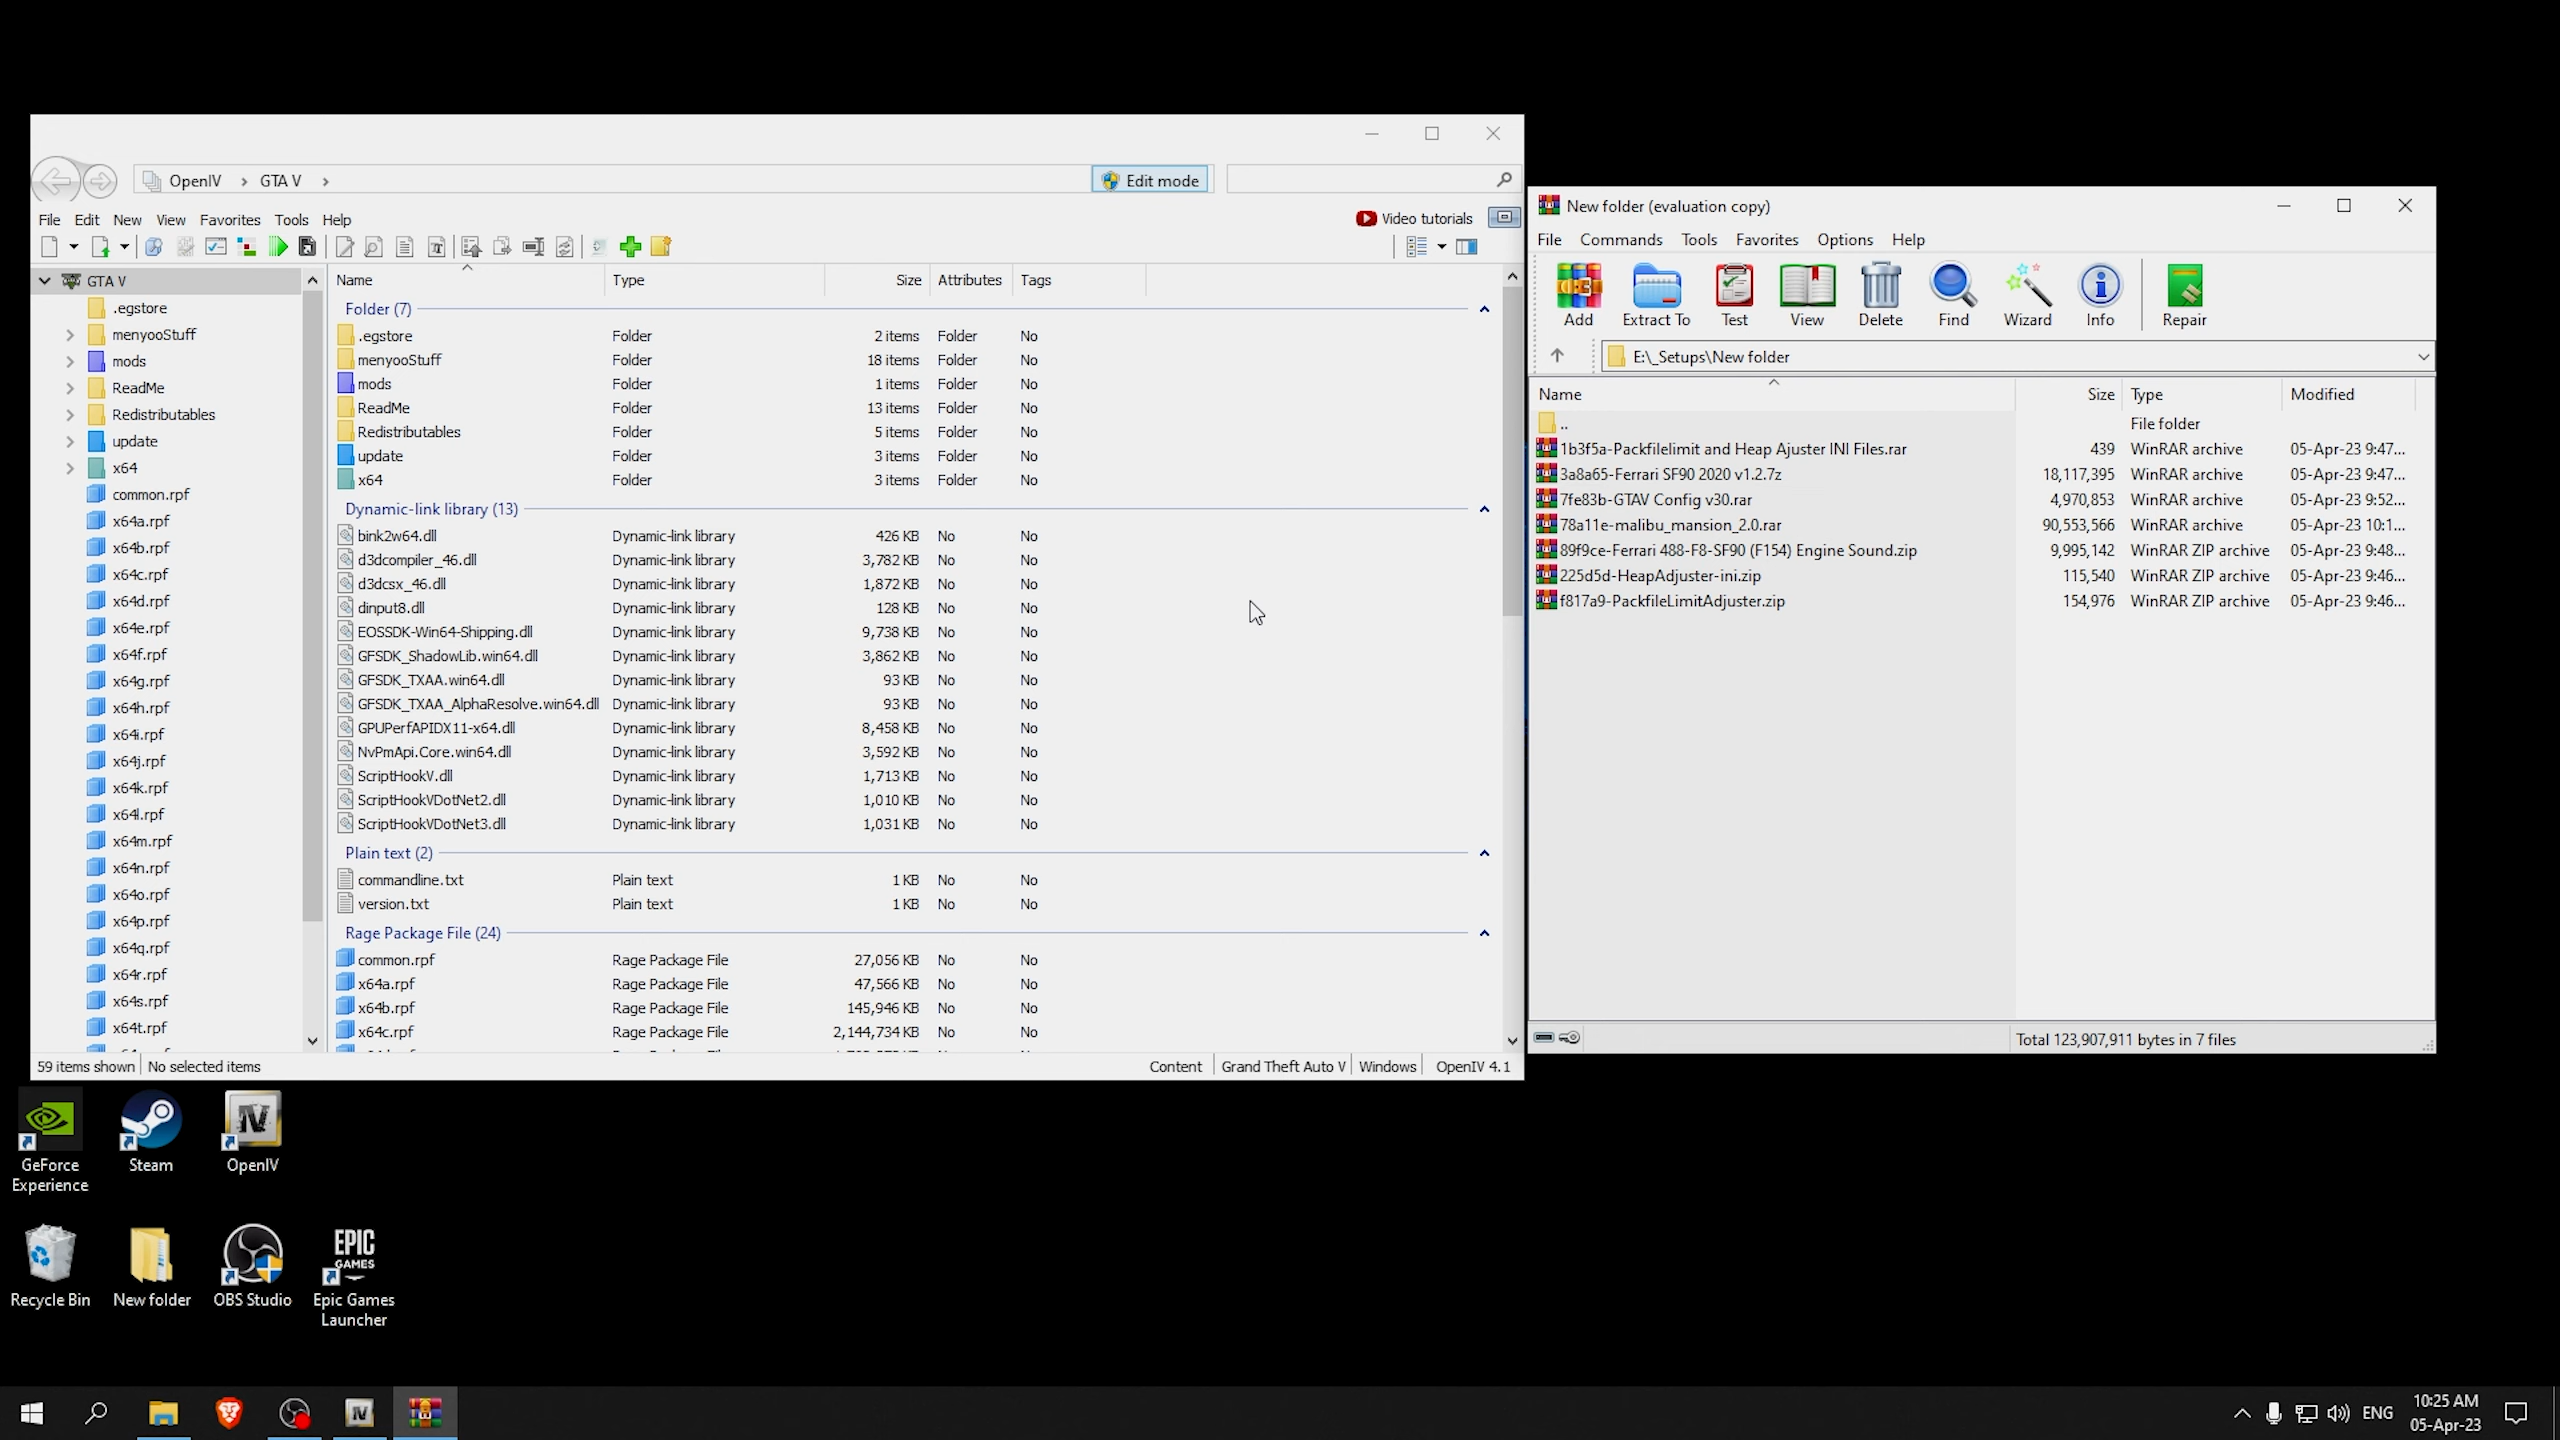 OpenIV > GTA V >
Edit mode
File Edit New View Favorites Tools Help
Video tutorials
GTA V
.egstore
menyooStuff
mods
ReadMe
Redistributables
update
x64
common.rpf
x64a.rpf
x64b.rpf
x64c.rpf
x64d.rpf
x64e.rpf
x64f.rpf
x64g.rpf
x64h.rpf
x64i.rpf
x64j.rpf
x64k.rpf
x64l.rpf
x64m.rpf
x64n.rpf
x64o.rpf
x64p.rpf
x64q.rpf
x64r.rpf
x64s.rpf
x64t.rpf
Name Type Size Attributes Tags
Folder (7)
.egstore Folder 2 items Folder No
menyooStuff Folder 18 items Folder No
mods Folder 1 items Folder No
ReadMe Folder 13 items Folder No
Redistributables Folder 5 items Folder No
update Folder 3 items Folder No
x64 Folder 3 items Folder No
Dynamic-link library (13)
bink2w64.dll Dynamic-link library 426 KB No No
d3dcompiler_46.dll Dynamic-link library 3,782 KB No No
d3dcsx_46.dll Dynamic-link library 1,872 KB No No
dinput8.dll Dynamic-link library 128 KB No No
EOSSDK-Win64-Shipping.dll Dynamic-link library 9,738 KB No No
GFSDK_ShadowLib.win64.dll Dynamic-link library 3,862 KB No No
GFSDK_TXAA.win64.dll Dynamic-link library 93 KB No No
GFSDK_TXAA_AlphaResolve.win64.dll Dynamic-link library 93 KB No No
GPUPerfAPIDX11-x64.dll Dynamic-link library 8,458 KB No No
NvPmApi.Core.win64.dll Dynamic-link library 3,592 KB No No
ScriptHookV.dll Dynamic-link library 1,713 KB No No
ScriptHookVDotNet2.dll Dynamic-link library 1,010 KB No No
ScriptHookVDotNet3.dll Dynamic-link library 1,031 KB No No
Plain text (2)
commandline.txt Plain text 1 KB No No
version.txt Plain text 1 KB No No
Rage Package File (24)
common.rpf Rage Package File 27,056 KB No No
x64a.rpf Rage Package File 47,566 KB No No
x64b.rpf Rage Package File 145,946 KB No No
x64c.rpf Rage Package File 2,144,734 KB No No
59 items shown No selected items Content Grand Theft Auto V Windows OpenIV 4.1
New folder (evaluation copy)
File Commands Tools Favorites Options Help
Add Extract To Test View Delete Find Wizard Info Repair
E:\_Setups\New folder
Name Size Type Modified
.. File folder
1b3f5a-Packfilelimit and Heap Ajuster INI Files.rar 439 WinRAR archive 05-Apr-23 9:47...
3a8a65-Ferrari SF90 2020 v1.2.7z 18,117,395 WinRAR archive 05-Apr-23 9:47...
7fe83b-GTAV Config v30.rar 4,970,853 WinRAR archive 05-Apr-23 9:52...
78a11e-malibu_mansion_2.0.rar 90,553,566 WinRAR archive 05-Apr-23 10:1...
89f9ce-Ferrari 488-F8-SF90 (F154) Engine Sound.zip 9,995,142 WinRAR ZIP archive 05-Apr-23 9:48...
225d5d-HeapAdjuster-ini.zip 115,540 WinRAR ZIP archive 05-Apr-23 9:46...
f817a9-PackfileLimitAdjuster.zip 154,976 WinRAR ZIP archive 05-Apr-23 9:46...
Total 123,907,911 bytes in 7 files
GeForce Experience
Steam
OpenIV
Recycle Bin
New folder
OBS Studio
EPIC GAMES
Epic Games Launcher
ENG
10:25 AM
05-Apr-23